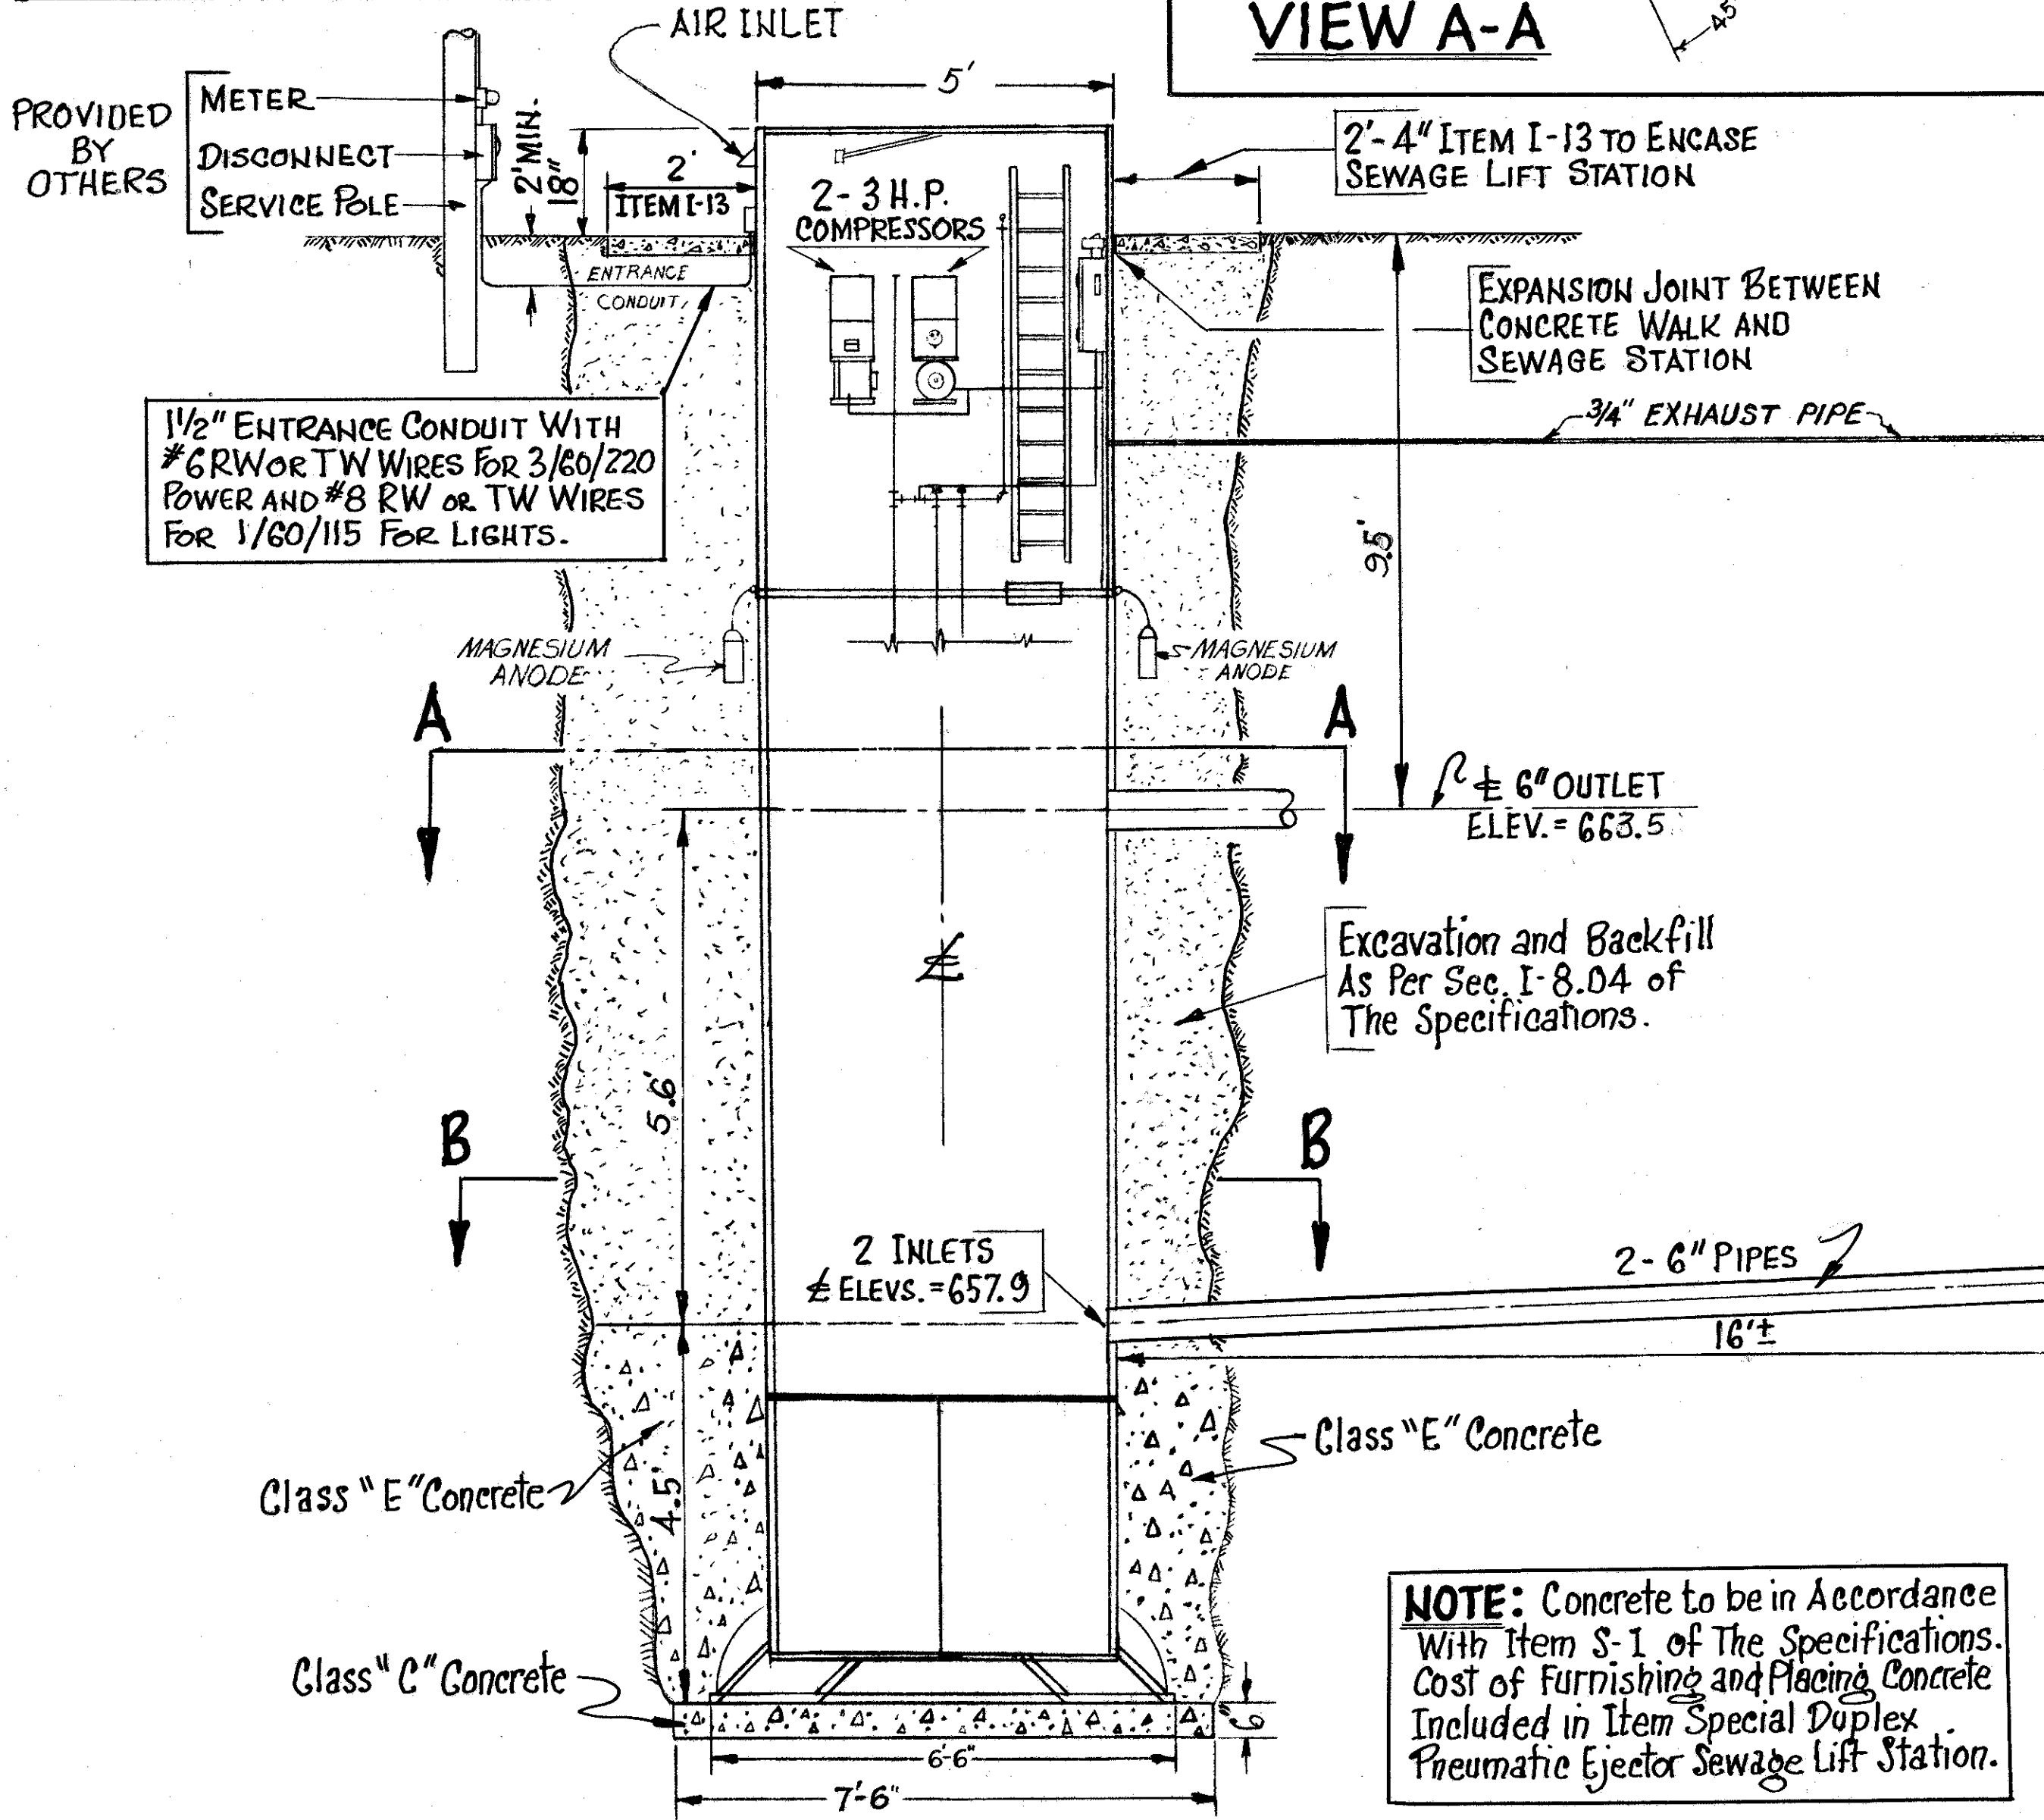 AIR INLET
VIEW A-A
45
5'
PROVIDED
BY
OTHERS
METER
DISCONNECT
SERVICE POLE
2' MIN.
18"
2'
ITEM I-13
2'-4" ITEM I-13 TO ENCASE
SEWAGE LIFT STATION
2-3 H.P.
COMPRESSORS
ENTRANCE
CONDUIT
EXPANSION JOINT BETWEEN
CONCRETE WALK AND
SEWAGE STATION
3/4" EXHAUST PIPE
1 1/2" ENTRANCE CONDUIT WITH
#6 RW OR TW WIRES FOR 3/60/220
POWER AND #8 RW OR TW WIRES
FOR 1/60/115 FOR LIGHTS.
9.5'
MAGNESIUM
ANODE
MAGNESIUM
ANODE
A
A
℄ 6" OUTLET
ELEV. = 663.5
℄
Excavation and Backfill
As Per Sec. I-8.04 of
The Specifications.
5.6'
B
B
2 INLETS
℄ ELEVS. = 657.9
2-6" PIPES
16'±
Class "E" Concrete
Class "E" Concrete
4.5'
Class "C" Concrete
6"
6'-6"
7'-6"
NOTE: Concrete to be in Accordance
With Item S-1 of The Specifications.
Cost of Furnishing and Placing Concrete
Included in Item Special Duplex
Pneumatic Ejector Sewage Lift Station.